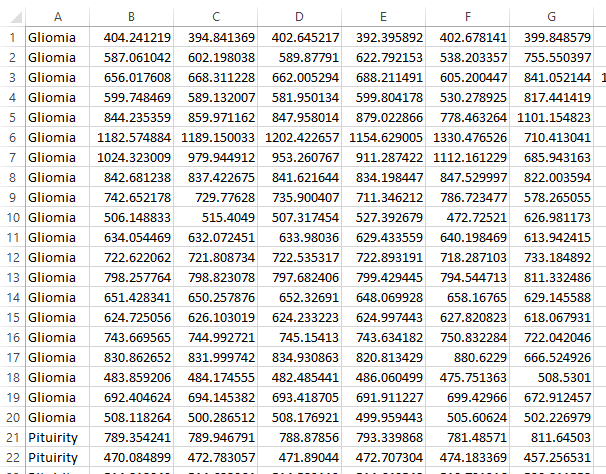 A B C D E F G
1 Gliomia 404.241219 394.841369 402.645217 392.395892 402.678141 399.848579
2 Gliomia 587.061042 602.198038 589.87791 622.792153 538.203357 755.550397
3 Gliomia 656.017608 668.311228 662.005294 688.211491 605.200447 841.052144 1
4 Gliomia 599.748469 589.132007 581.950134 599.804178 530.278925 817.441419
5 Gliomia 844.235359 859.971162 847.958014 879.022866 778.463264 1101.154823
6 Gliomia 1182.574884 1189.150033 1202.422657 1154.629005 1330.476526 710.413041
7 Gliomia 1024.323009 979.944912 953.260767 911.287422 1112.161229 685.943163
8 Gliomia 842.681238 837.422675 841.621644 834.198447 847.529997 822.003594
9 Gliomia 742.652178 729.77628 735.900407 711.346212 786.723477 578.265055
10 Gliomia 506.148833 515.4049 507.317454 527.392679 472.72521 626.981173
11 Gliomia 634.054469 632.072451 633.98036 629.433559 640.198469 613.942415
12 Gliomia 722.622062 721.808734 722.535317 722.893191 718.287103 733.184892
13 Gliomia 798.257764 798.823078 797.682406 799.429445 794.544713 811.332486
14 Gliomia 651.428341 650.257876 652.32691 648.069928 658.16765 629.145588
15 Gliomia 624.725056 626.103019 624.233223 624.997443 627.820823 618.067931
16 Gliomia 743.669565 744.992721 745.15413 743.634182 750.832284 722.042046
17 Gliomia 830.862652 831.999742 834.930863 820.813429 880.6229 666.524926
18 Gliomia 483.859206 484.174555 482.485441 486.060499 475.751363 508.5301
19 Gliomia 692.404624 694.145382 693.418705 691.911227 699.42966 672.912457
20 Gliomia 508.118264 500.286512 508.176921 499.959443 505.60624 502.226979
21 Pituirity 789.354241 789.946791 788.87856 793.339868 781.48571 811.64503
22 Pituirity 470.084899 472.783057 471.89044 472.707304 474.183369 457.256531